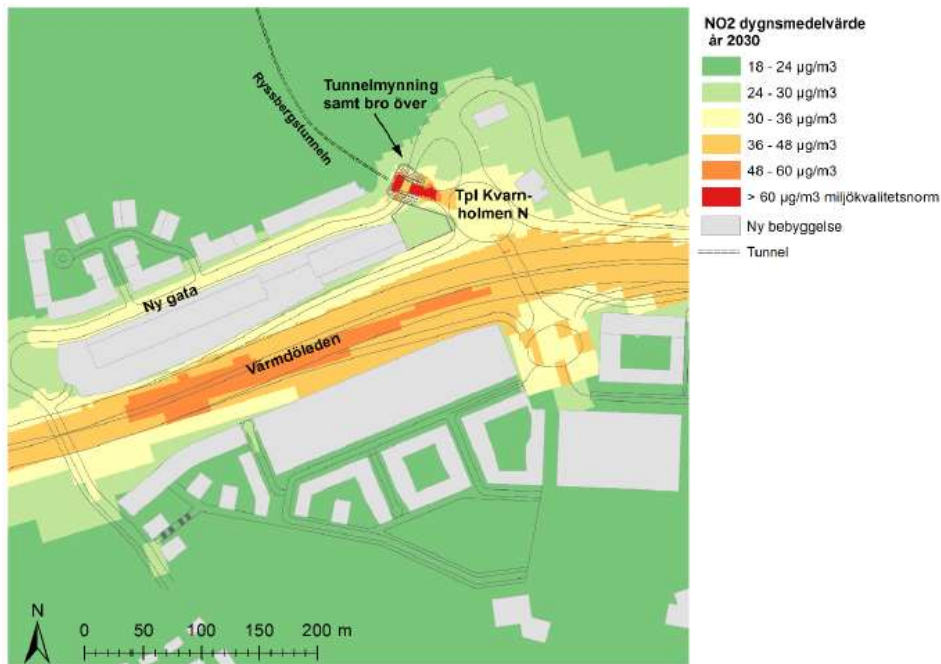 NO2 dygnsmedelvärde
år 2030
18 - 24 µg/m3
24 - 30 µg/m3
30 - 36 µg/m3
36 - 48 µg/m3
48 - 60 µg/m3
> 60 µg/m3 miljökvalitetsnorm
Ny bebyggelse
Tunnel
Ryssbergstunneln
Tunnelmynning
samt bro över
Tpl Kvarn-
holmen N
Ny gata
Värmdöleden
N
0 50 100 150 200 m